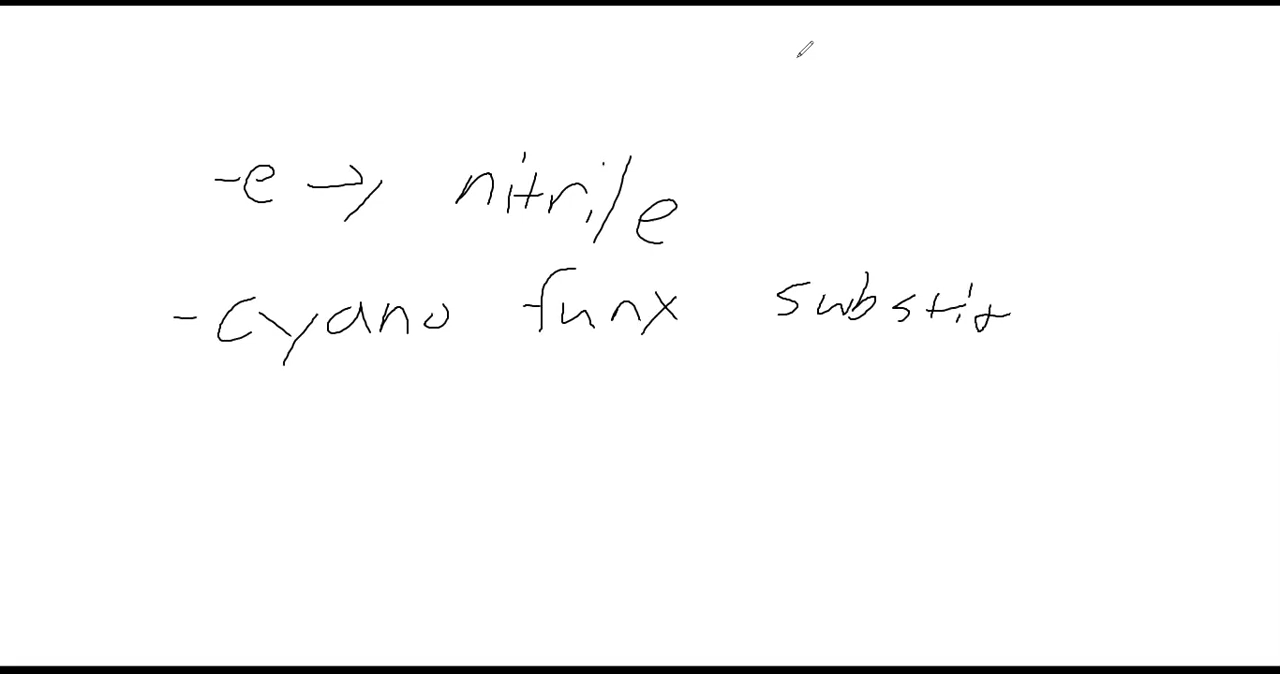 -e → nitrile
- cyano funx substit